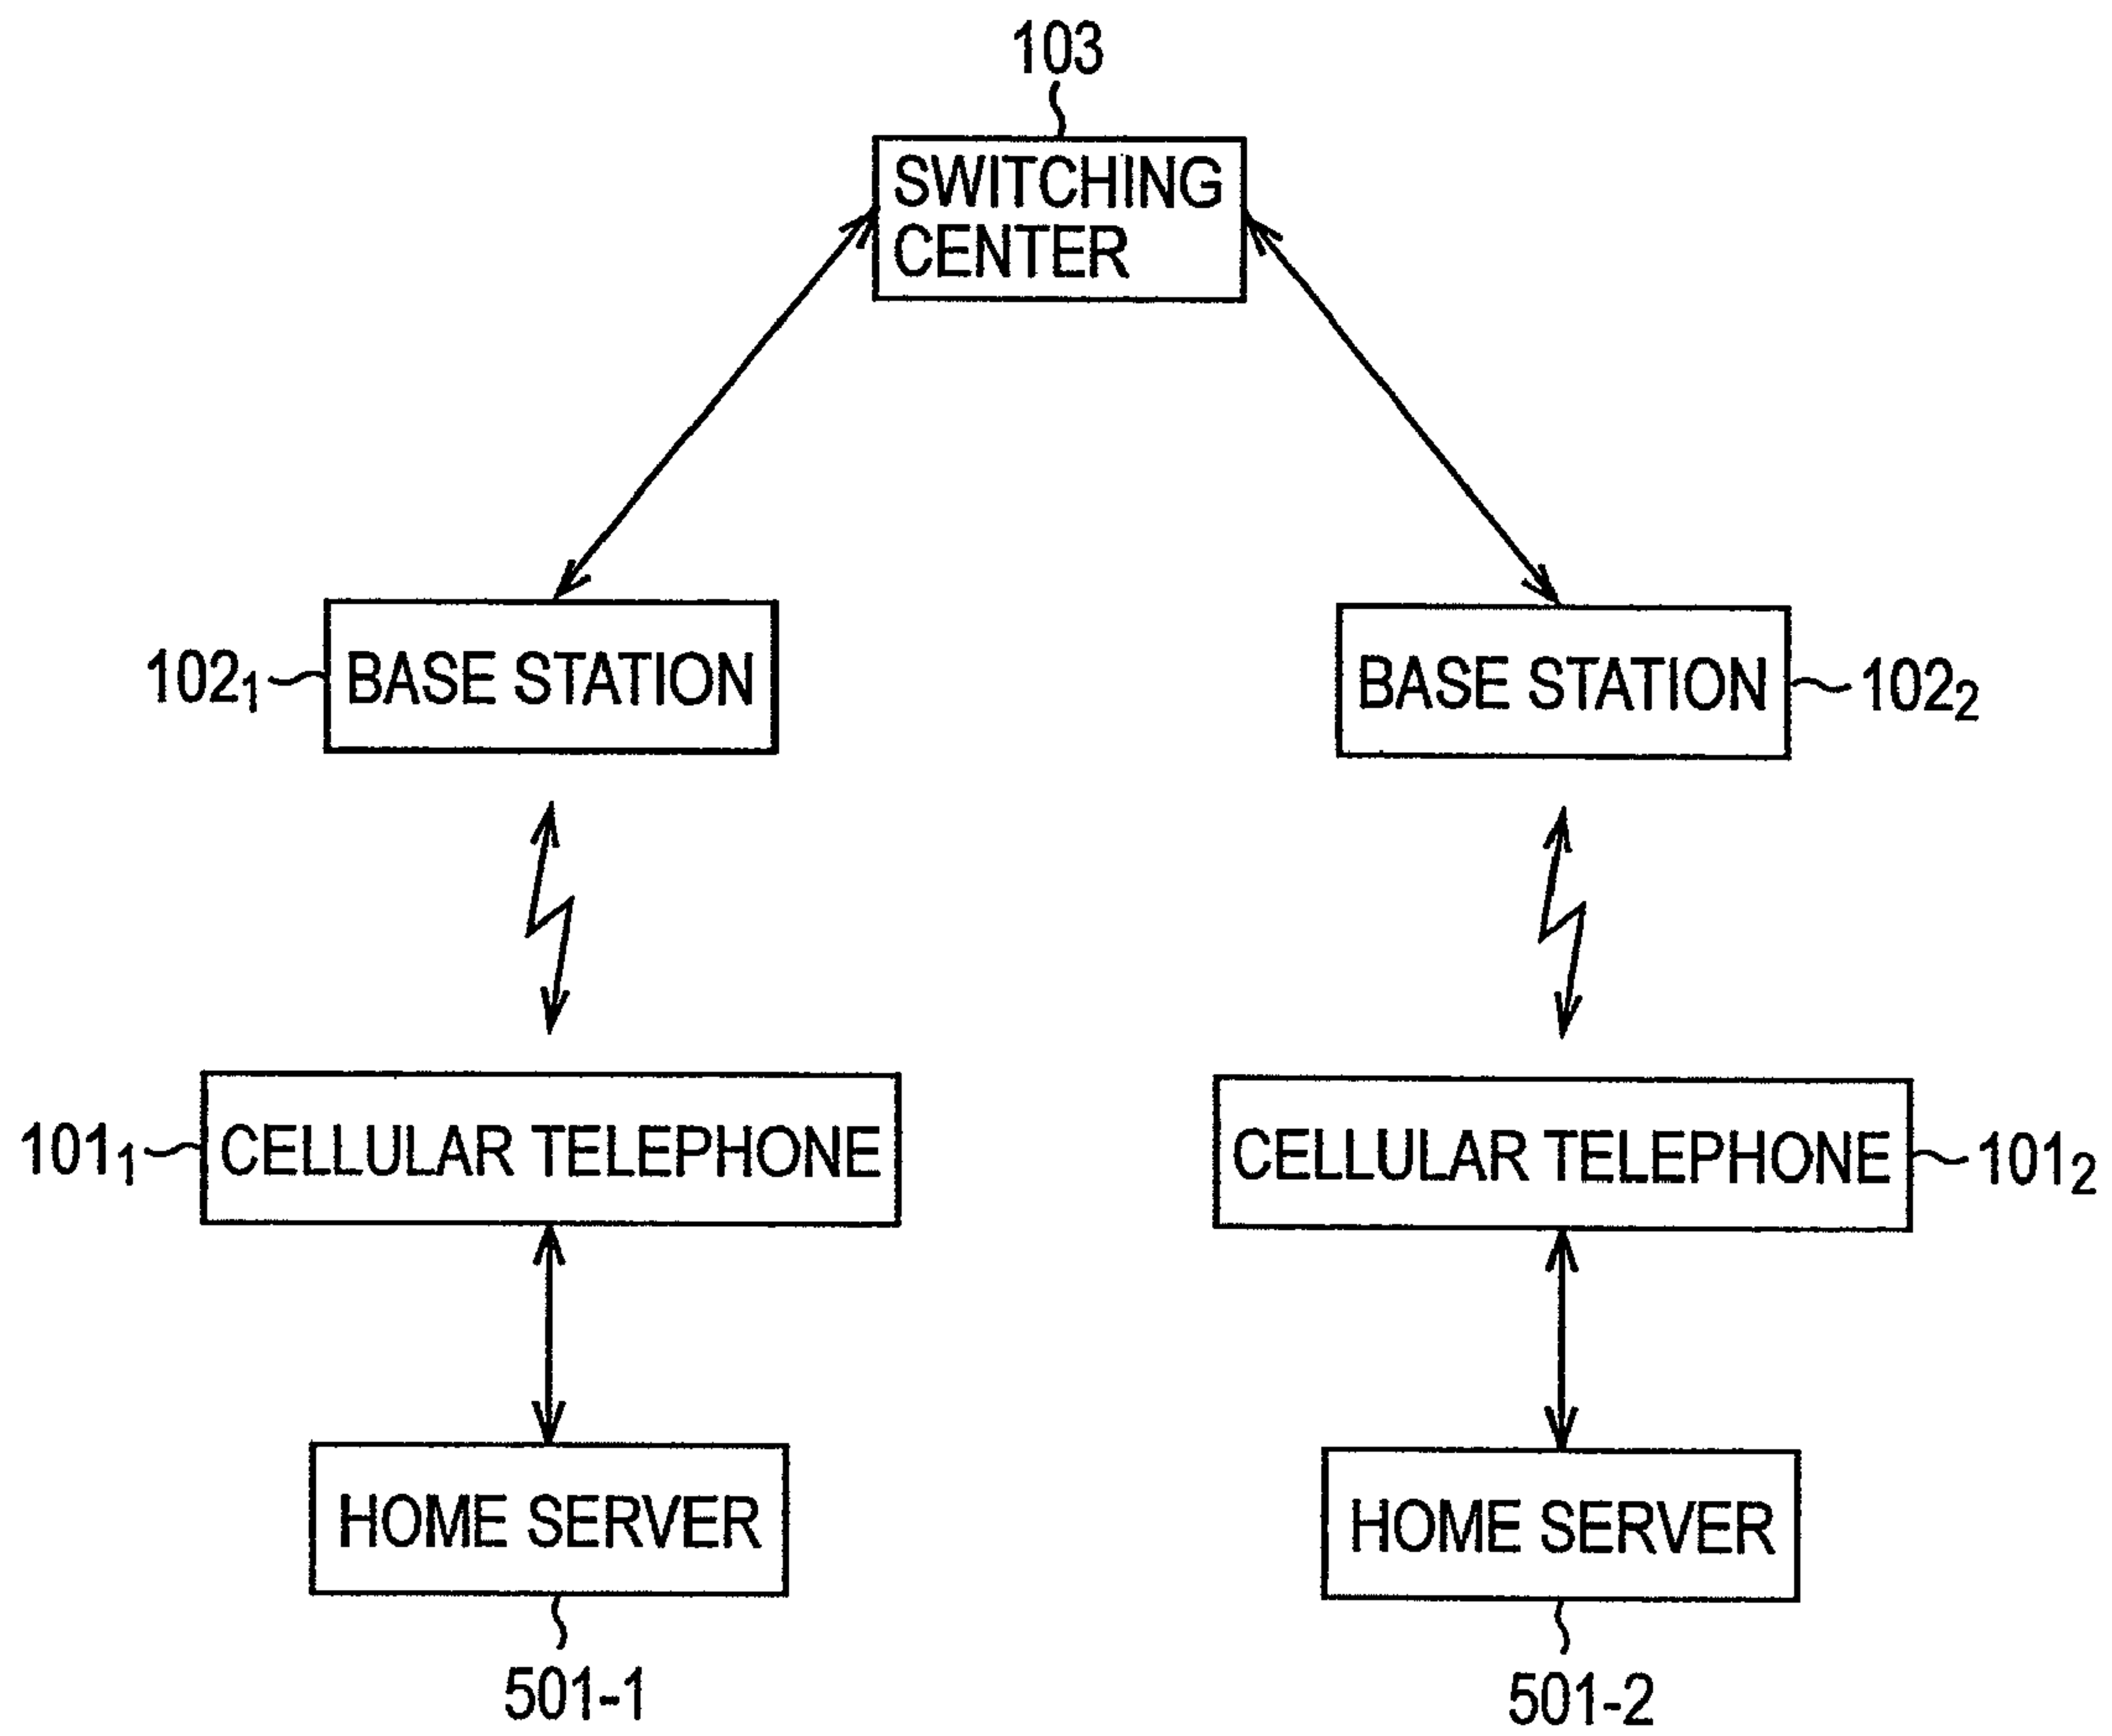 103
SWITCHING
CENTER
102₁ BASE STATION
BASE STATION 102₂
101₁ CELLULAR TELEPHONE
CELLULAR TELEPHONE 101₂
HOME SERVER
HOME SERVER
501-1
501-2